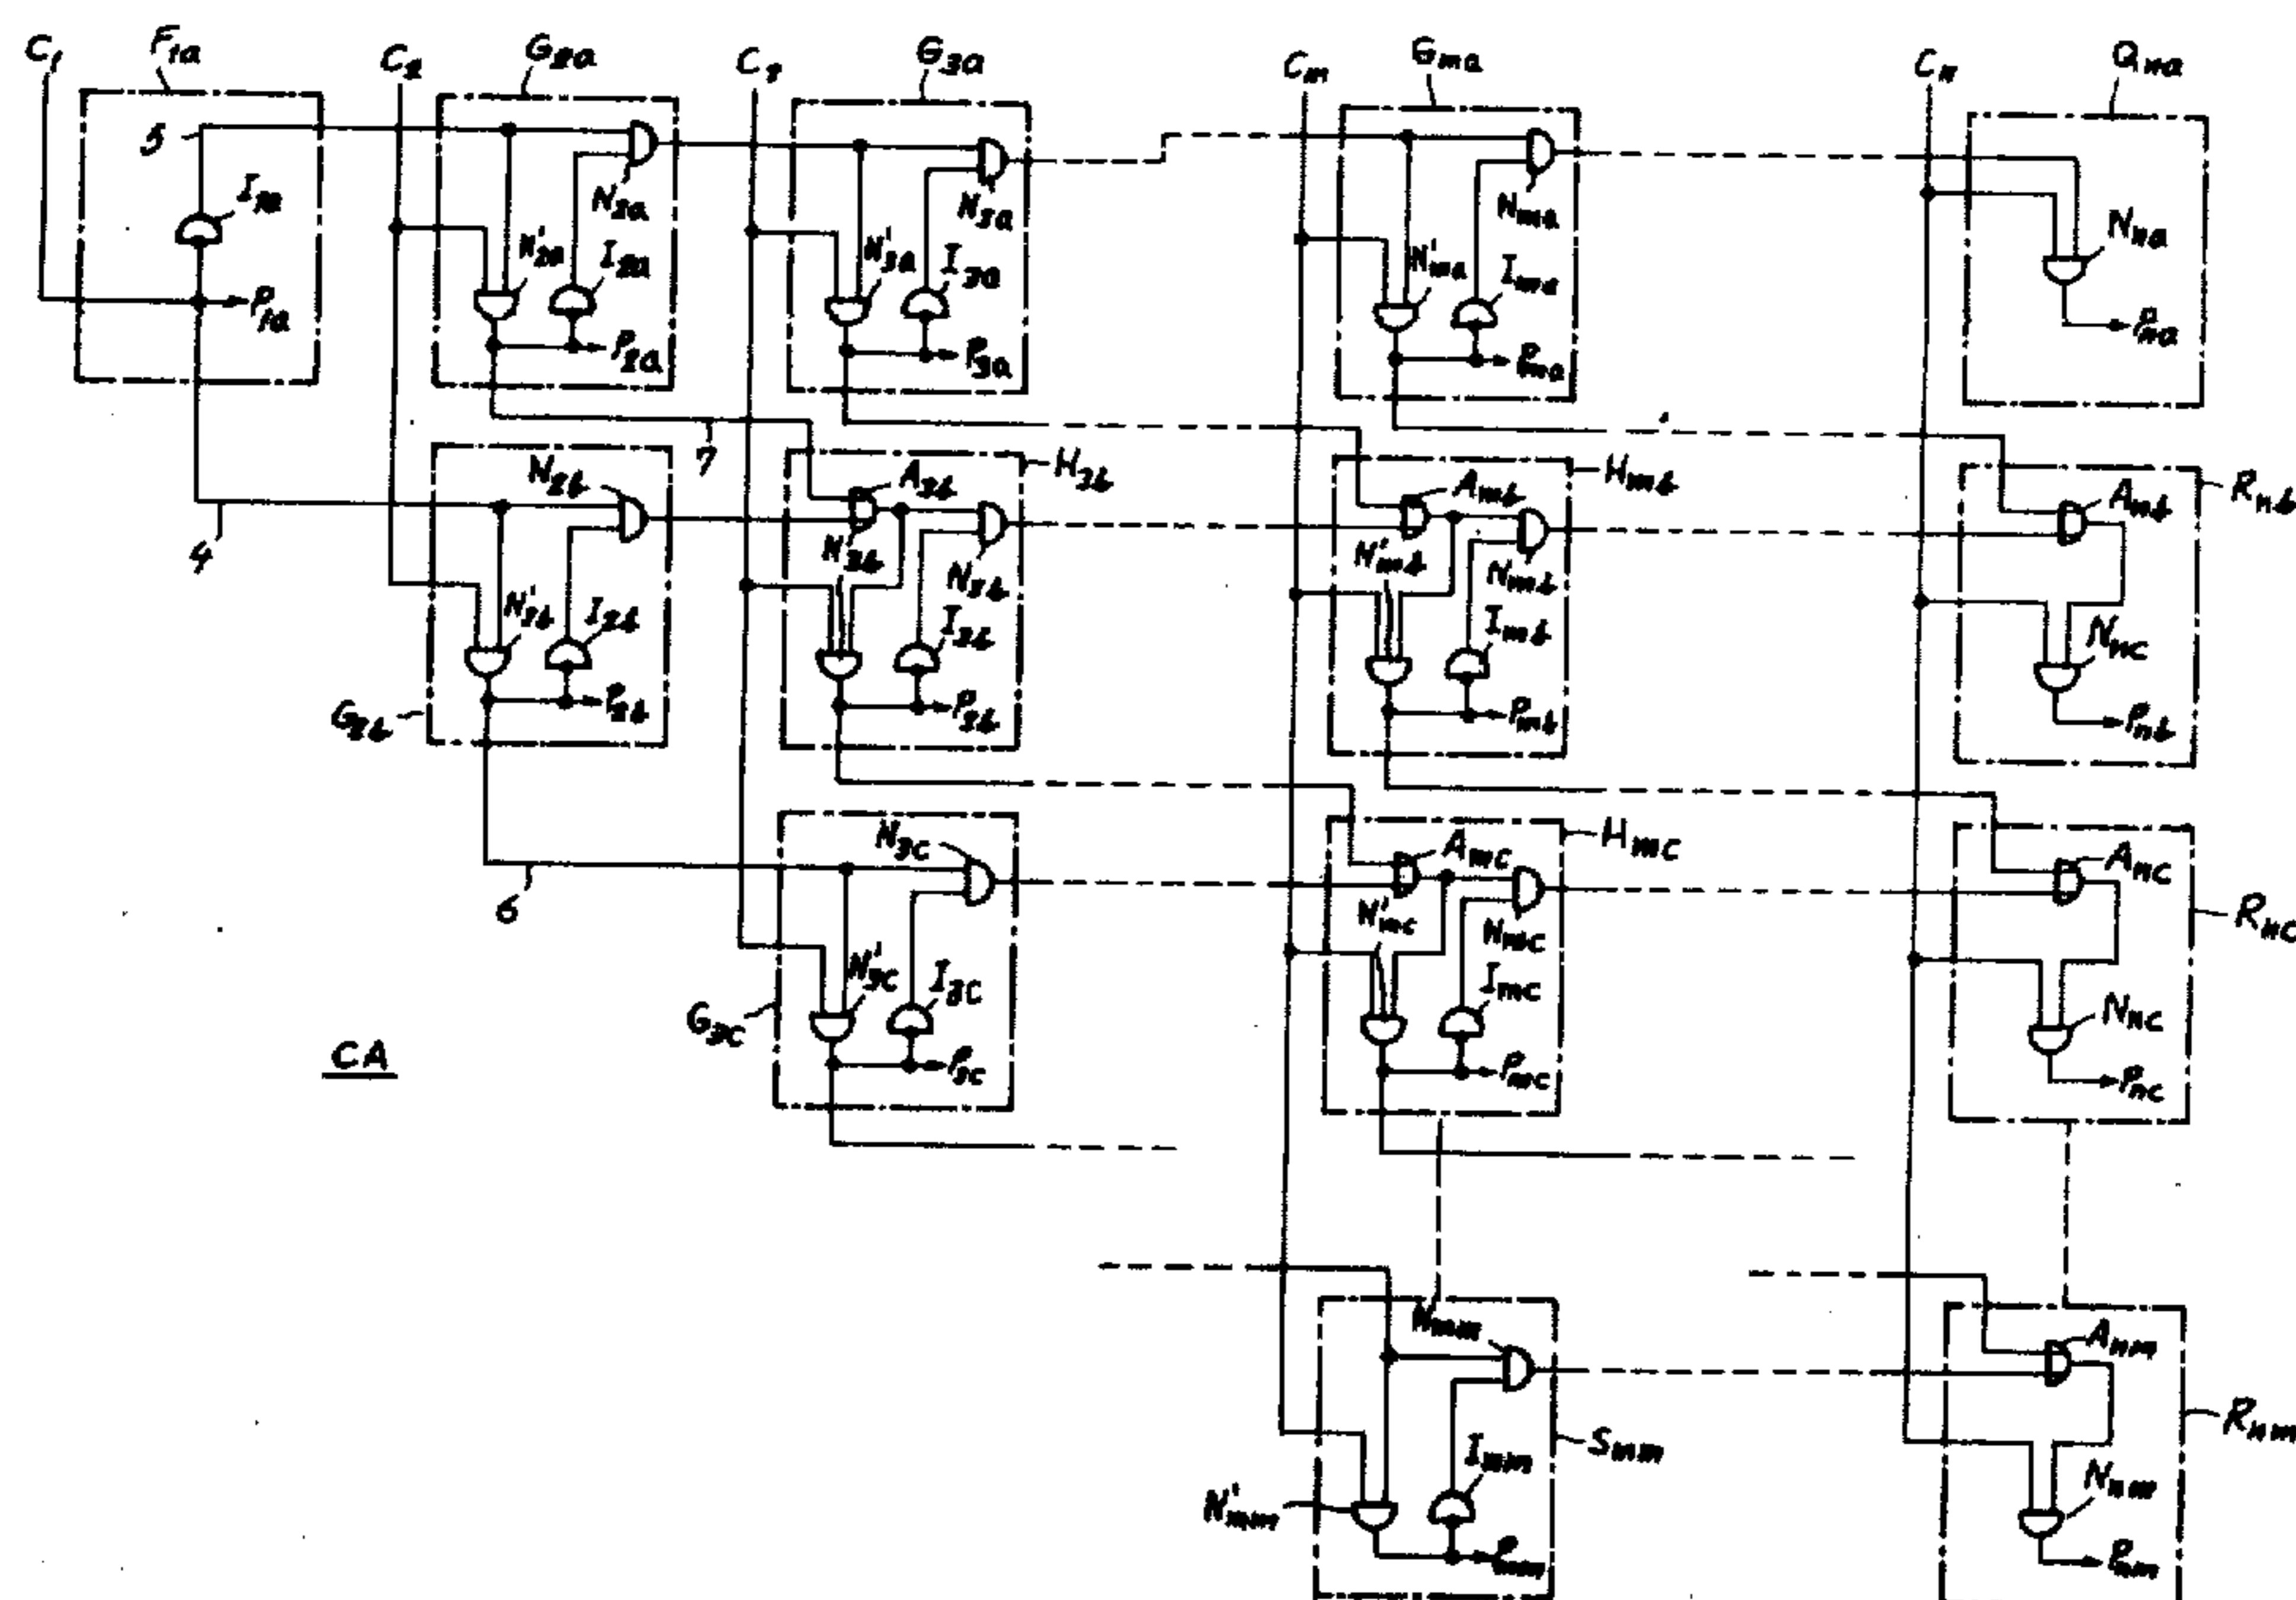 C1 F1a C2 G2a C3 G3a Cm Gma Cn Qna
5 I1a N2a N3a Nma Nna
N'2a I2a N'3a I3a N'ma Ima
P1a P2a P3a Pma Pna
7
N2b A3b H3b Amb Hmb Anb Rnb
4 N'3b N3b N'mb Nmb
N'2b I2b I3b Imb Nnc
G2b P2b P3b Pmb Pnb
N3c Amc Hmc Anc Rnc
6 N'mc Nmc
N'3c I3c Imc Nnc
G3c P3c Pmc Pnc
CA
Nmm Anm
Smm Rnm
N'mm Imm Nnm
Pmm Pnm